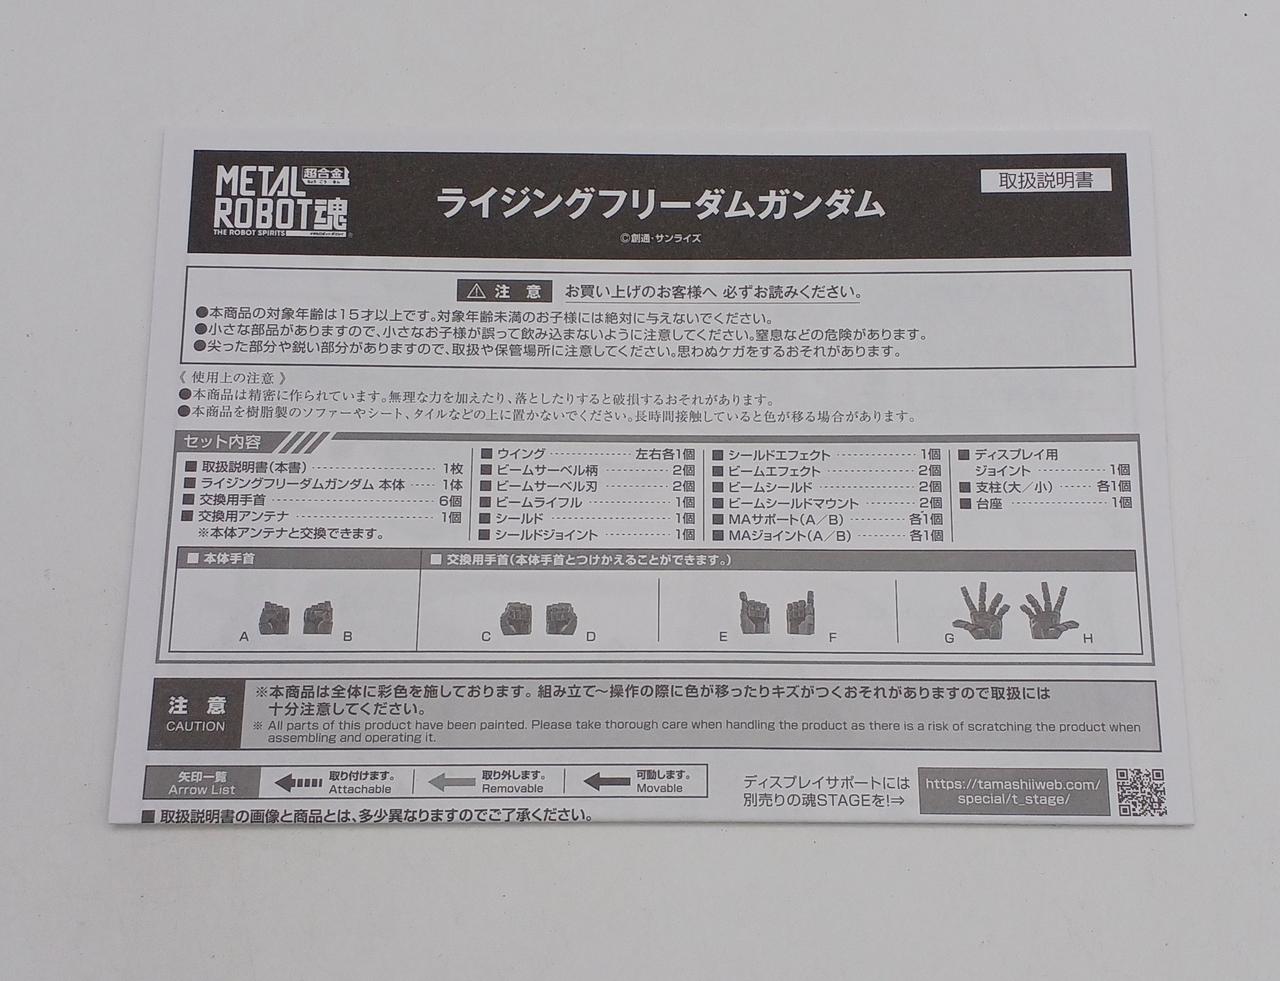 METAL 超合金
ROBOT魂
THE ROBOT SPIRITS
ライジングフリーダムガンダム
©創通・サンライズ
取扱説明書
⚠ 注 意 お買い上げのお客様へ 必ずお読みください。
●本商品の対象年齢は15才以上です。対象年齢未満のお子様には絶対に与えないでください。
●小さな部品がありますので、小さなお子様が誤って飲み込まないように注意してください。窒息などの危険があります。
●尖った部分や鋭い部分がありますので、取扱や保管場所に注意してください。思わぬケガをするおそれがあります。
《 使用上の注意 》
●本商品は精密に作られています。無理な力を加えたり、落としたりすると破損するおそれがあります。
●本商品を樹脂製のソファーやシート、タイルなどの上に置かないでください。長時間接触していると色が移る場合があります。
セット内容
■ 取扱説明書(本書) 1枚
■ ライジングフリーダムガンダム 本体 1体
■ 交換用手首 6個
■ 交換用アンテナ 1個
※本体アンテナと交換できます。
■ ウイング 左右各1個
■ ビームサーベル柄 2個
■ ビームサーベル刃 2個
■ ビームライフル 1個
■ シールド 1個
■ シールドジョイント 1個
■ シールドエフェクト 1個
■ ビームエフェクト 2個
■ ビームシールド 2個
■ ビームシールドマウント 2個
■ MAサポート(A/B) 各1個
■ MAジョイント(A/B) 各1個
■ ディスプレイ用
ジョイント 1個
■ 支柱(大/小) 各1個
■ 台座 1個
■ 本体手首
■ 交換用手首(本体手首とつけかえることができます。)
A B C D E F G H
注 意
CAUTION
※本商品は全体に彩色を施しております。組み立て〜操作の際に色が移ったりキズがつくおそれがありますので取扱には
十分注意してください。
※ All parts of this product have been painted. Please take thorough care when handling the product as there is a risk of scratching the product when
assembling and operating it.
矢印一覧
Arrow List
取り付けます。
Attachable
取り外します。
Removable
可動します。
Movable
ディスプレイサポートには
別売りの魂STAGEを!⇒
https://tamashiiweb.com/
special/t_stage/
■ 取扱説明書の画像と商品とは、多少異なりますのでご了承ください。